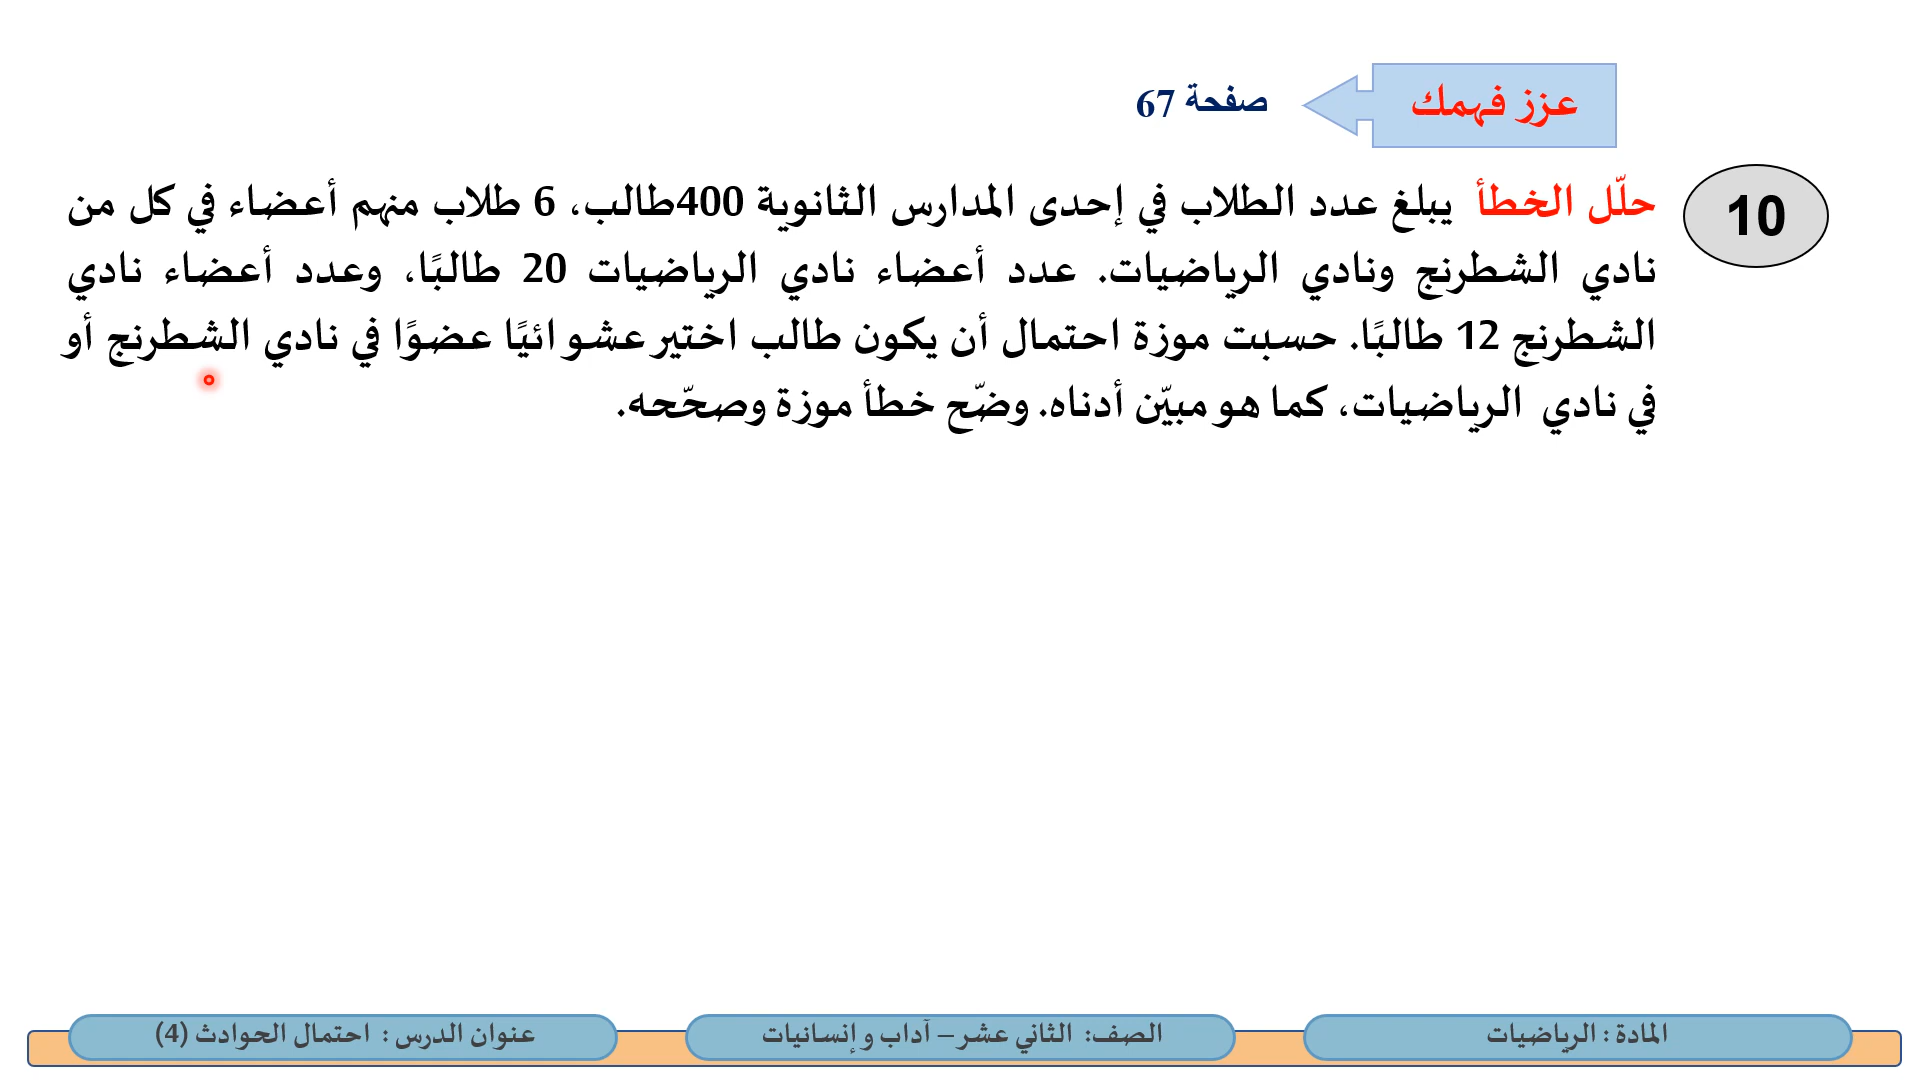 عزز فهمك
صفحة 67
10
حلّل الخطأ يبلغ عدد الطلاب في إحدى المدارس الثانوية 400طالب، 6 طلاب منهم أعضاء في كل من
نادي الشطرنج ونادي الرياضيات. عدد أعضاء نادي الرياضيات 20 طالبًا، وعدد أعضاء نادي
الشطرنج 12 طالبًا. حسبت موزة احتمال أن يكون طالب اختير عشوائيًا عضوًا في نادي الشطرنج أو
في نادي الرياضيات، كما هو مبيّن أدناه. وضّح خطأ موزة وصحّحه.
المادة : الرياضيات
الصف: الثاني عشر – آداب و إنسانيات
عنوان الدرس : احتمال الحوادث (4)